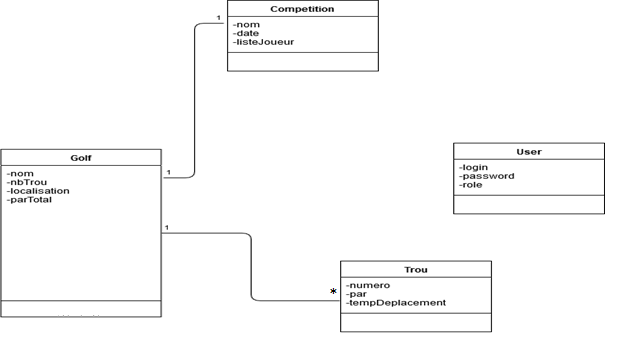 Competition
-nom
-date
-listeJoueur
1
Golf
-nom
-nbTrou
-localisation
-parTotal
1
1
User
-login
-password
-role
Trou
-numero
-par
-tempDeplacement
*